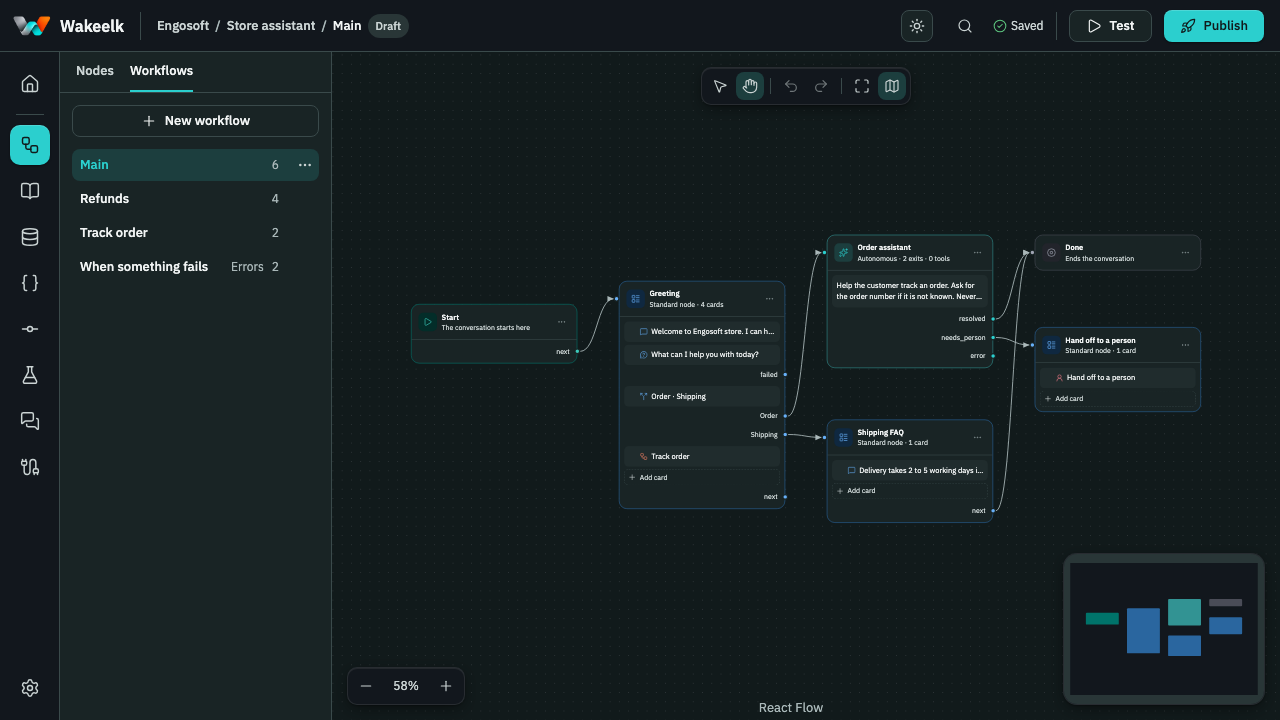 Wakeelk
Engosoft / Store assistant / Main
Draft
Saved
Test
Publish
Nodes
Workflows
New workflow
Main 6
Refunds 4
Track order 2
When something fails Errors 2
Start
The conversation starts here
next
Greeting
Standard node · 4 cards
Welcome to Engosoft store. I can h...
What can I help you with today?
failed
Order · Shipping
Order
Shipping
Track order
Add card
next
Order assistant
Autonomous · 2 exits · 0 tools
Help the customer track an order. Ask for
the order number if it is not known. Never...
resolved
needs_person
error
Shipping FAQ
Standard node · 1 card
Delivery takes 2 to 5 working days i...
Add card
next
Done
Ends the conversation
Hand off to a person
Standard node · 1 card
Hand off to a person
Add card
58%
React Flow